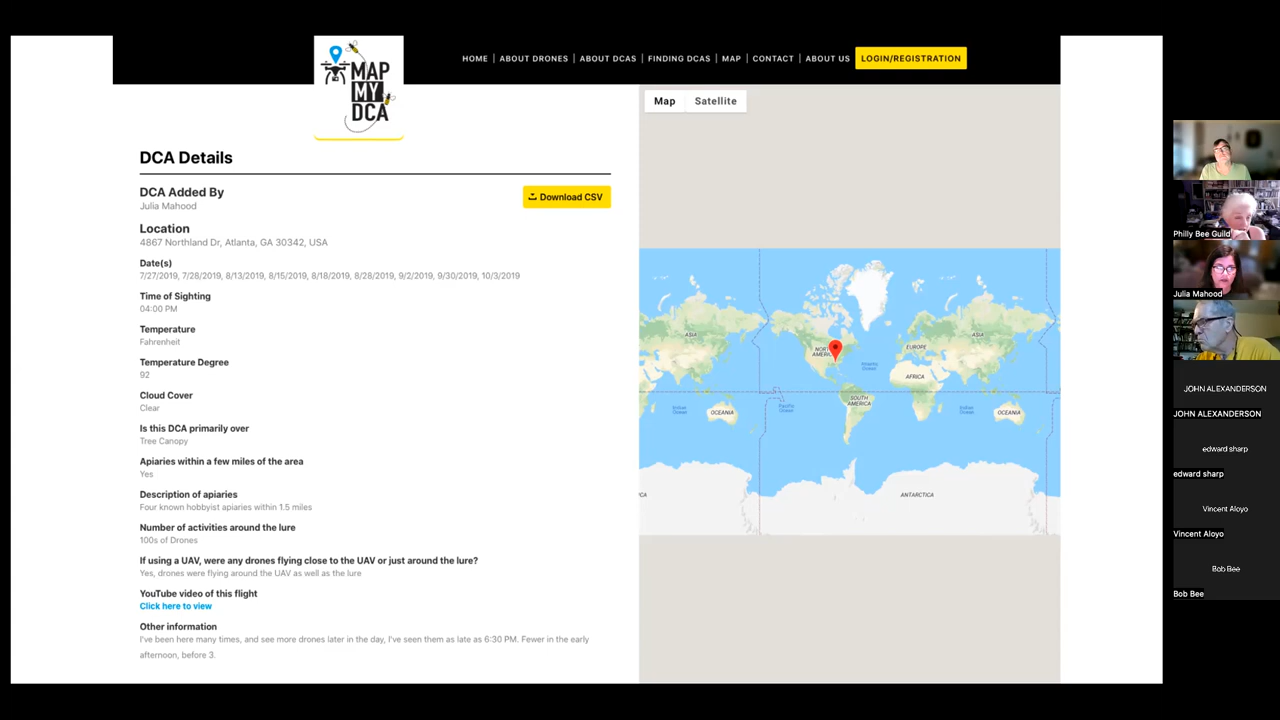 MAP
MY
DCA
HOME | ABOUT DRONES | ABOUT DCAS | FINDING DCAS | MAP | CONTACT | ABOUT US LOGIN/REGISTRATION
DCA Details
DCA Added By
Julia Mahood
Download CSV
Location
4867 Northland Dr, Atlanta, GA 30342, USA
Date(s)
7/27/2019, 7/28/2019, 8/13/2019, 8/15/2019, 8/18/2019, 8/28/2019, 9/2/2019, 9/30/2019, 10/3/2019
Time of Sighting
04:00 PM
Temperature
Fahrenheit
Temperature Degree
92
Cloud Cover
Clear
Is this DCA primarily over
Tree Canopy
Apiaries within a few miles of the area
Yes
Description of apiaries
Four known hobbyist apiaries within 1.5 miles
Number of activities around the lure
100s of Drones
If using a UAV, were any drones flying close to the UAV or just around the lure?
Yes, drones were flying around the UAV as well as the lure
YouTube video of this flight
Click here to view
Other information
I've been here many times, and see more drones later in the day, I've seen them as late as 6:30 PM. Fewer in the early
afternoon, before 3.
Map Satellite
ASIA
NORTH
AMERICA
EUROPE
ASIA
Atlantic
Ocean
AFRICA
Pacific
Ocean
Indian
Ocean
OCEANIA
SOUTH
AMERICA
Indian
Ocean
OCEANIA
CA
ANTARCTICA
Philly Bee Guild
Julia Mahood
JOHN ALEXANDERSON
JOHN ALEXANDERSON
edward sharp
edward sharp
Vincent Aloyo
Vincent Aloyo
Bob Bee
Bob Bee